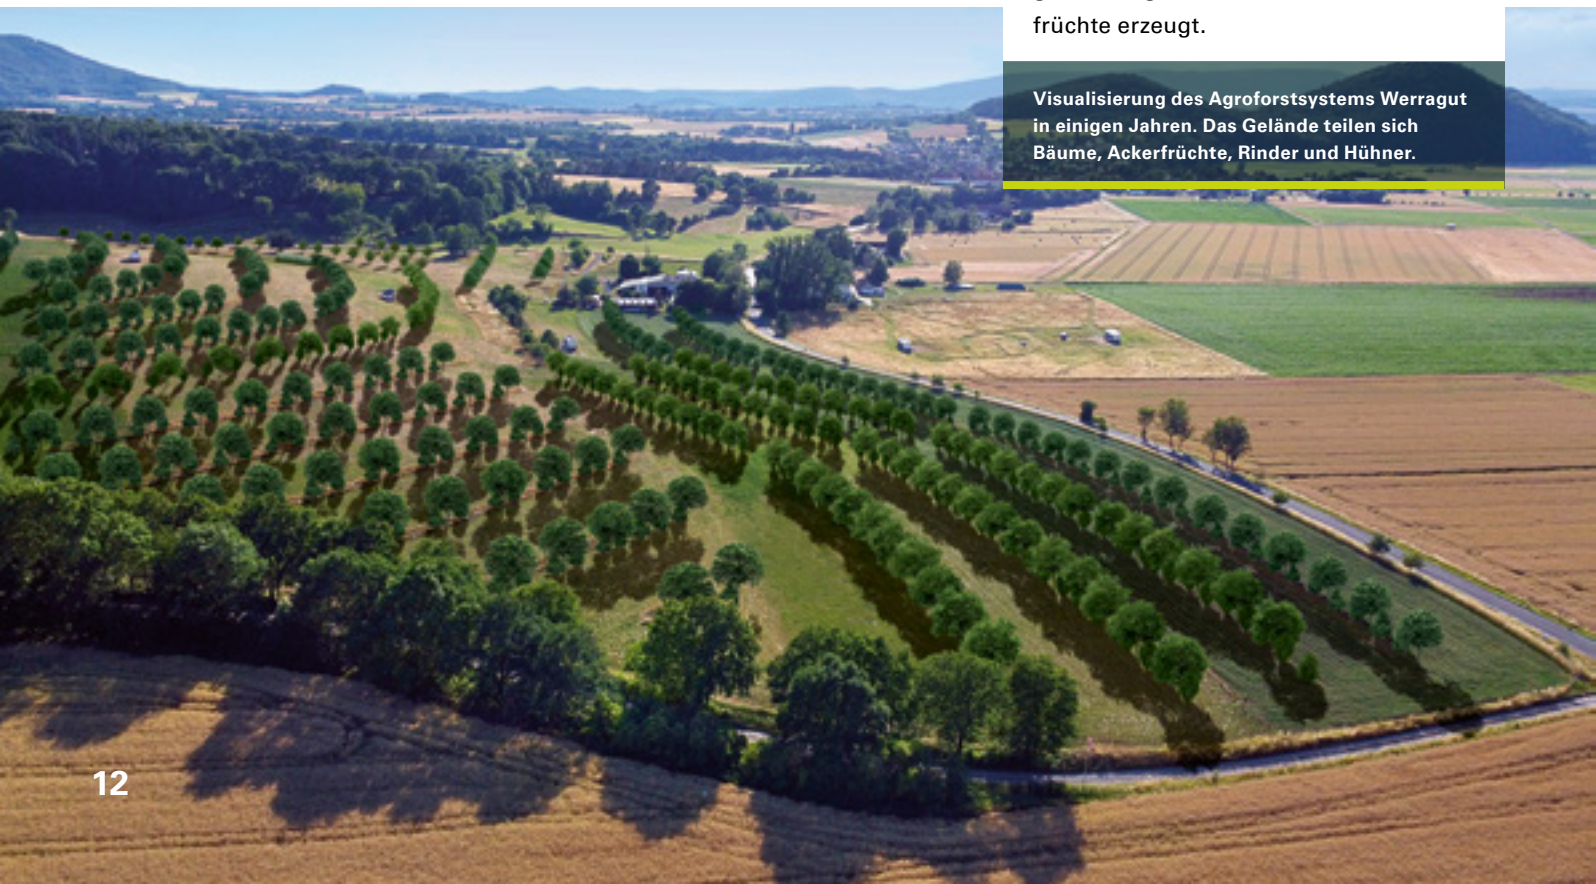 früchte erzeugt.
Visualisierung des Agroforstsystems Werragut
in einigen Jahren. Das Gelände teilen sich
Bäume, Ackerfrüchte, Rinder und Hühner.
12